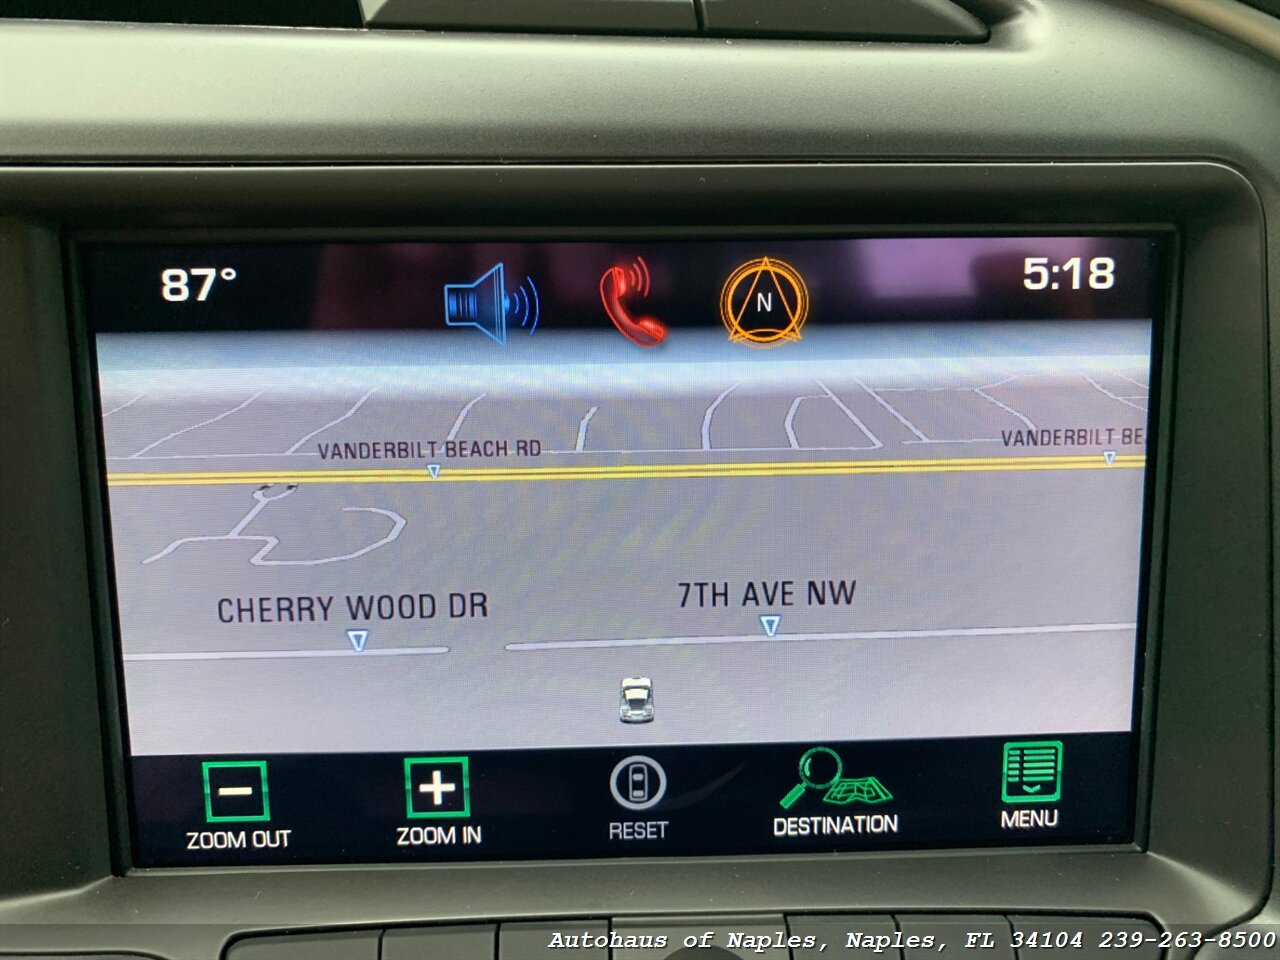 87° 5:18
N
VANDERBILT BEACH RD VANDERBILT BE
CHERRY WOOD DR 7TH AVE NW
ZOOM OUT ZOOM IN RESET DESTINATION MENU
Autohaus of Naples, Naples, FL 34104 239-263-8500